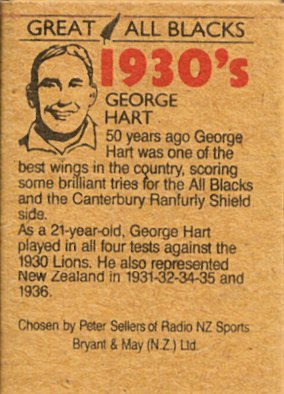 GREAT ALL BLACKS
1930's
GEORGE
HART
50 years ago George
Hart was one of the
best wings in the country, scoring
some brilliant tries for the All Blacks
and the Canterbury Ranfurly Shield
side.
As a 21-year-old, George Hart
played in all four tests against the
1930 Lions. He also represented
New Zealand in 1931-32-34-35 and
1936.
Chosen by Peter Sellers of Radio NZ Sports
Bryant & May (N.Z.) Ltd.